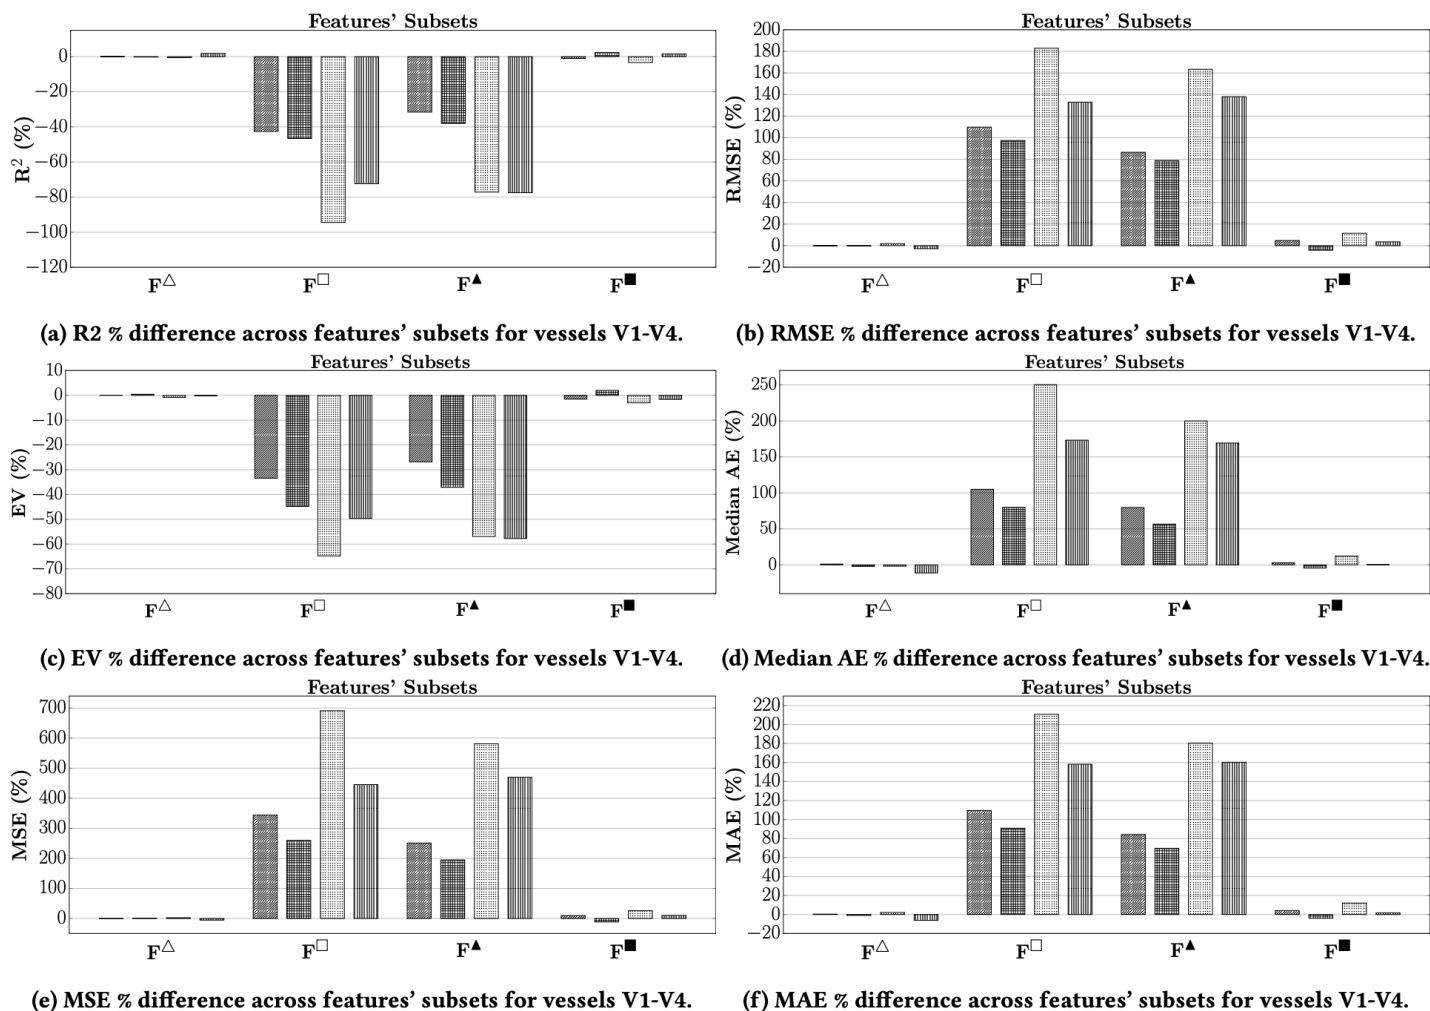 Features' Subsets
R² (%)
0
−20
−40
−60
−80
−100
−120
F△ F□ F▲ F■
(a) R2 % difference across features' subsets for vessels V1-V4.
Features' Subsets
RMSE (%)
200
180
160
140
120
100
80
60
40
20
0
−20
F△ F□ F▲ F■
(b) RMSE % difference across features' subsets for vessels V1-V4.
Features' Subsets
EV (%)
10
0
−10
−20
−30
−40
−50
−60
−70
−80
F△ F□ F▲ F■
(c) EV % difference across features' subsets for vessels V1-V4.
Features' Subsets
Median AE (%)
250
200
150
100
50
0
F△ F□ F▲ F■
(d) Median AE % difference across features' subsets for vessels V1-V4.
Features' Subsets
MSE (%)
700
600
500
400
300
200
100
0
F△ F□ F▲ F■
(e) MSE % difference across features' subsets for vessels V1-V4.
Features' Subsets
MAE (%)
220
200
180
160
140
120
100
80
60
40
20
0
−20
F△ F□ F▲ F■
(f) MAE % difference across features' subsets for vessels V1-V4.